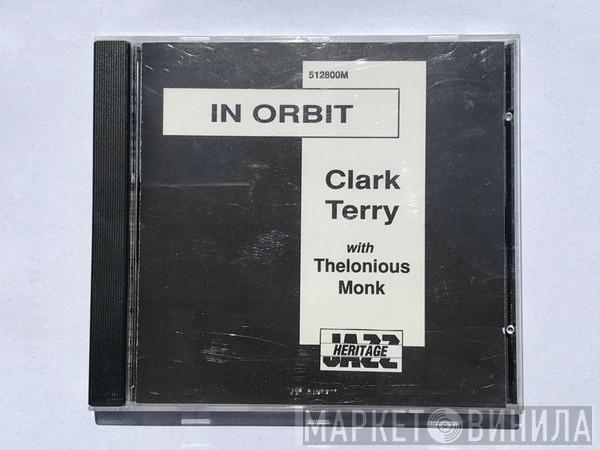 512800M
IN ORBIT
Clark
Terry
with
Thelonious
Monk
JAZZ
HERITAGE
МАРКЕТ ВИНИЛА